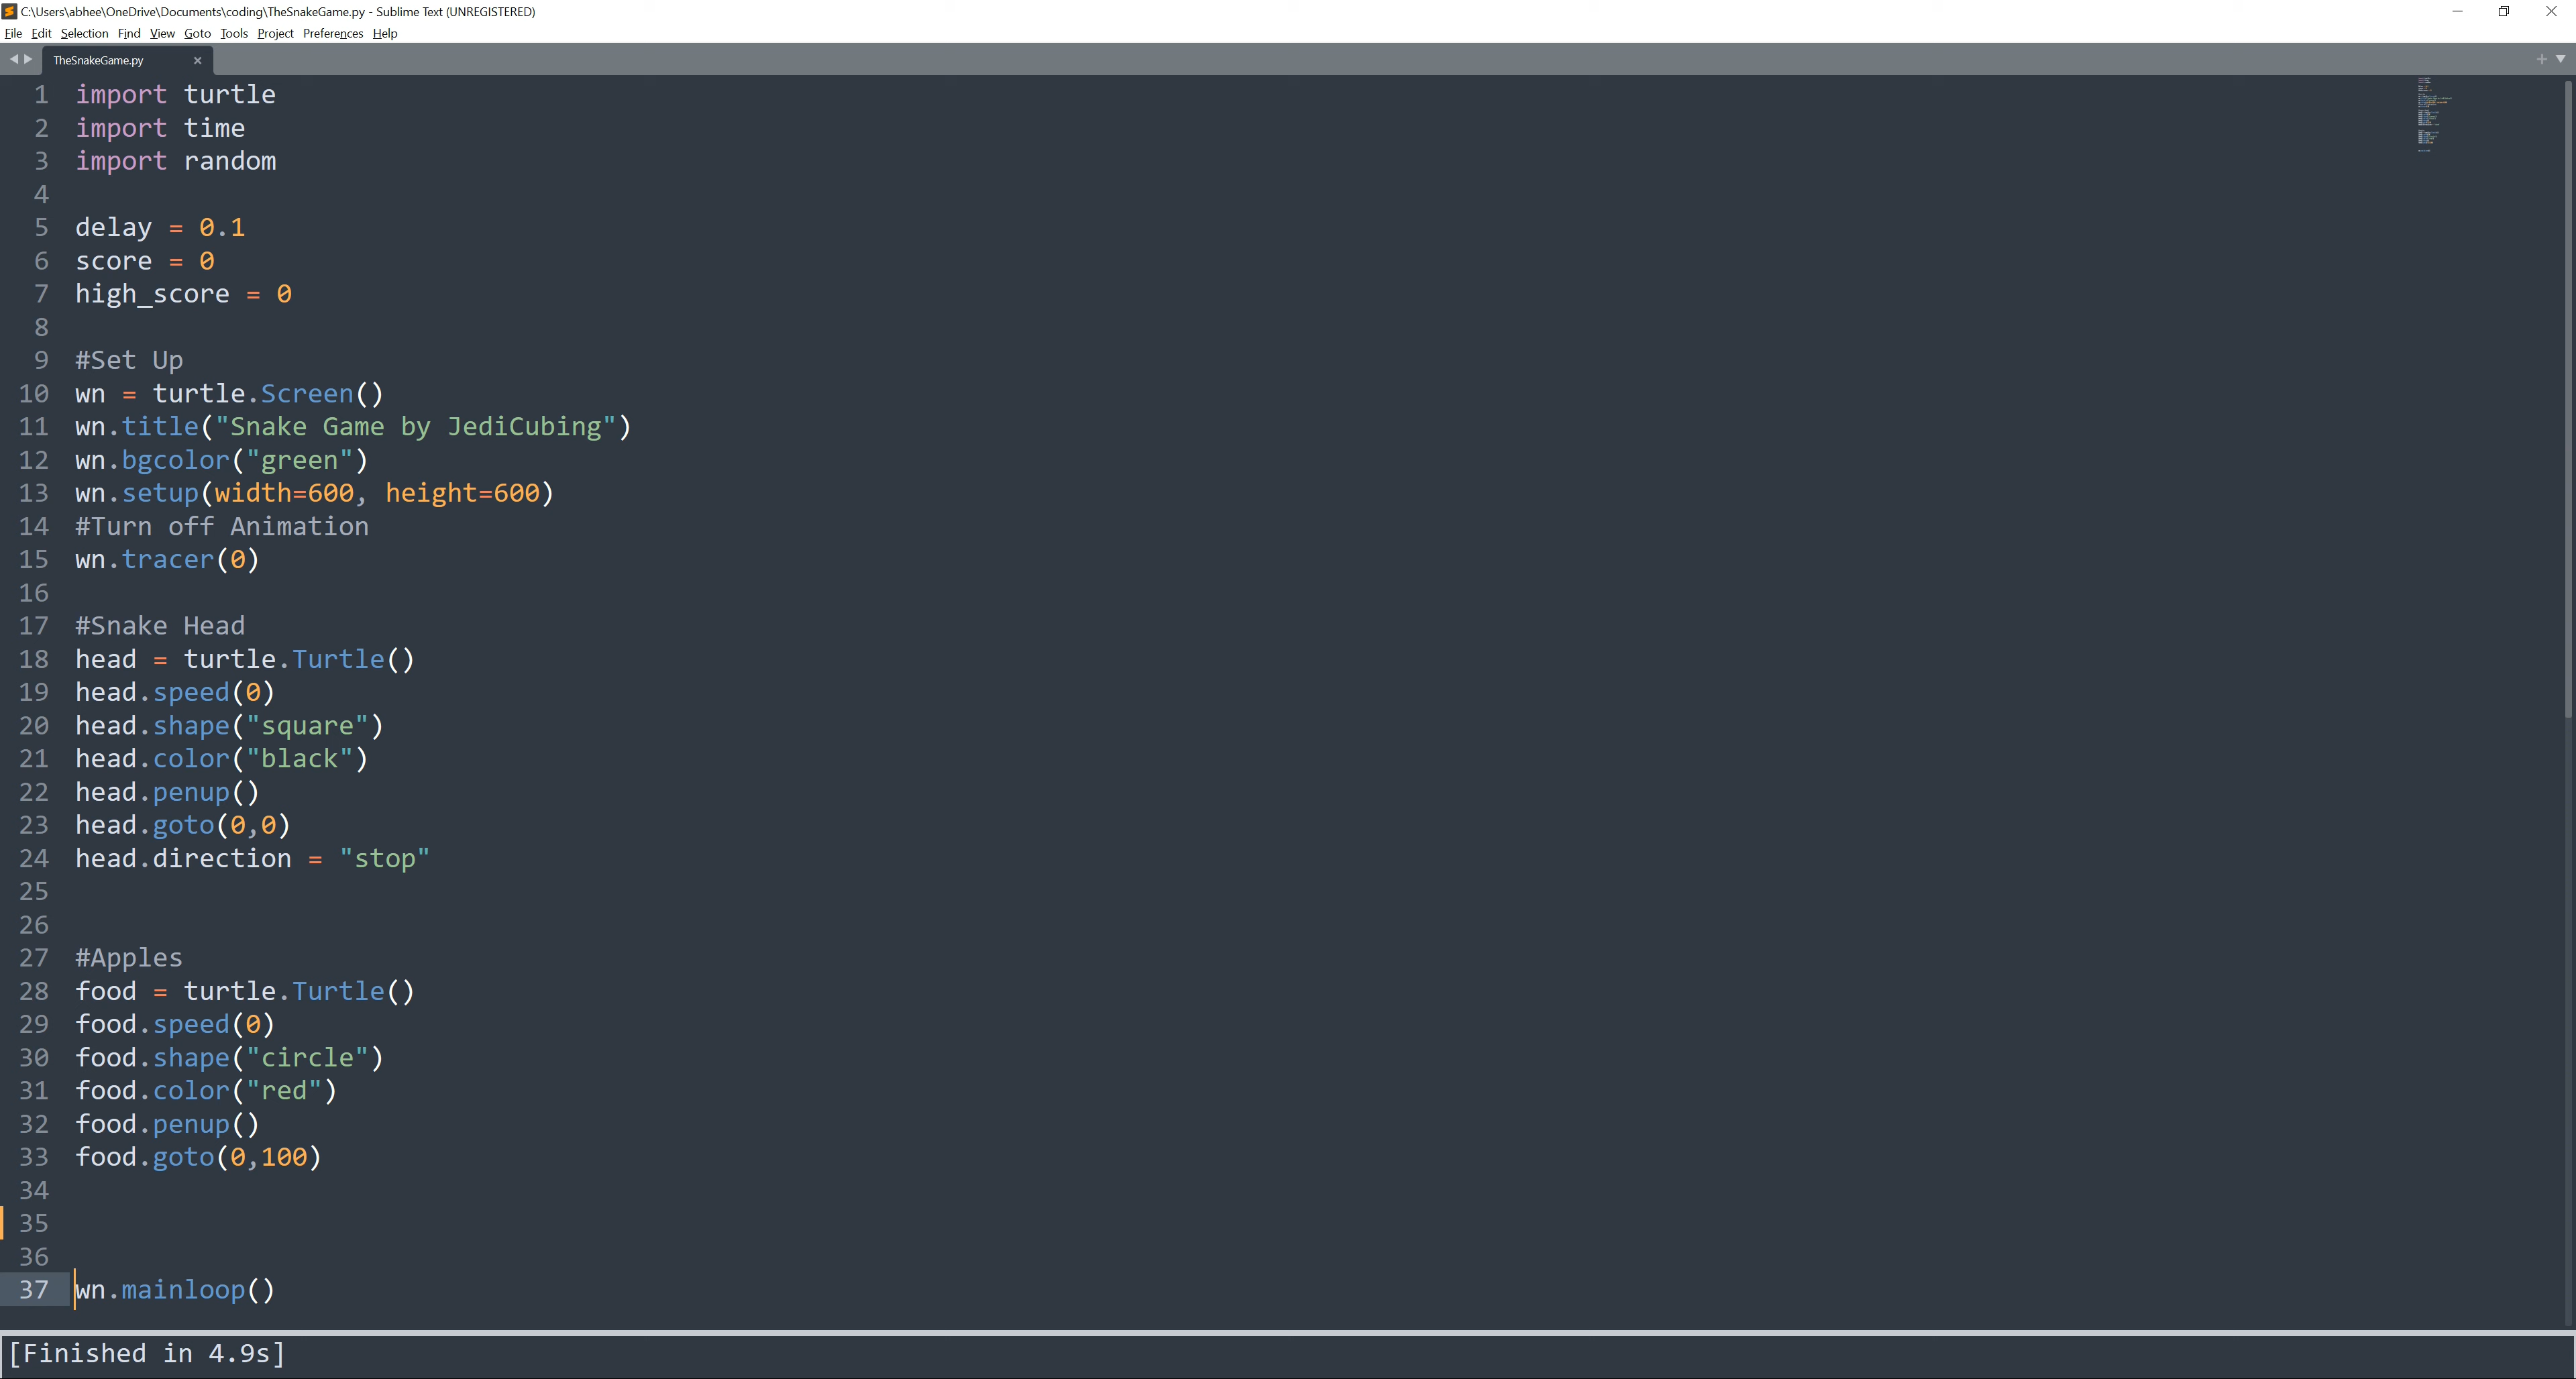 C:\Users\abhee\OneDrive\Documents\coding\TheSnakeGame.py - Sublime Text (UNREGISTERED)
File Edit Selection Find View Goto Tools Project Preferences Help
TheSnakeGame.py
1 import turtle
2 import time
3 import random
4
5 delay = 0.1
6 score = 0
7 high_score = 0
8
9 #Set Up
10 wn = turtle.Screen()
11 wn.title("Snake Game by JediCubing")
12 wn.bgcolor("green")
13 wn.setup(width=600, height=600)
14 #Turn off Animation
15 wn.tracer(0)
16
17 #Snake Head
18 head = turtle.Turtle()
19 head.speed(0)
20 head.shape("square")
21 head.color("black")
22 head.penup()
23 head.goto(0,0)
24 head.direction = "stop"
25
26
27 #Apples
28 food = turtle.Turtle()
29 food.speed(0)
30 food.shape("circle")
31 food.color("red")
32 food.penup()
33 food.goto(0,100)
34
35
36
37 wn.mainloop()
[Finished in 4.9s]